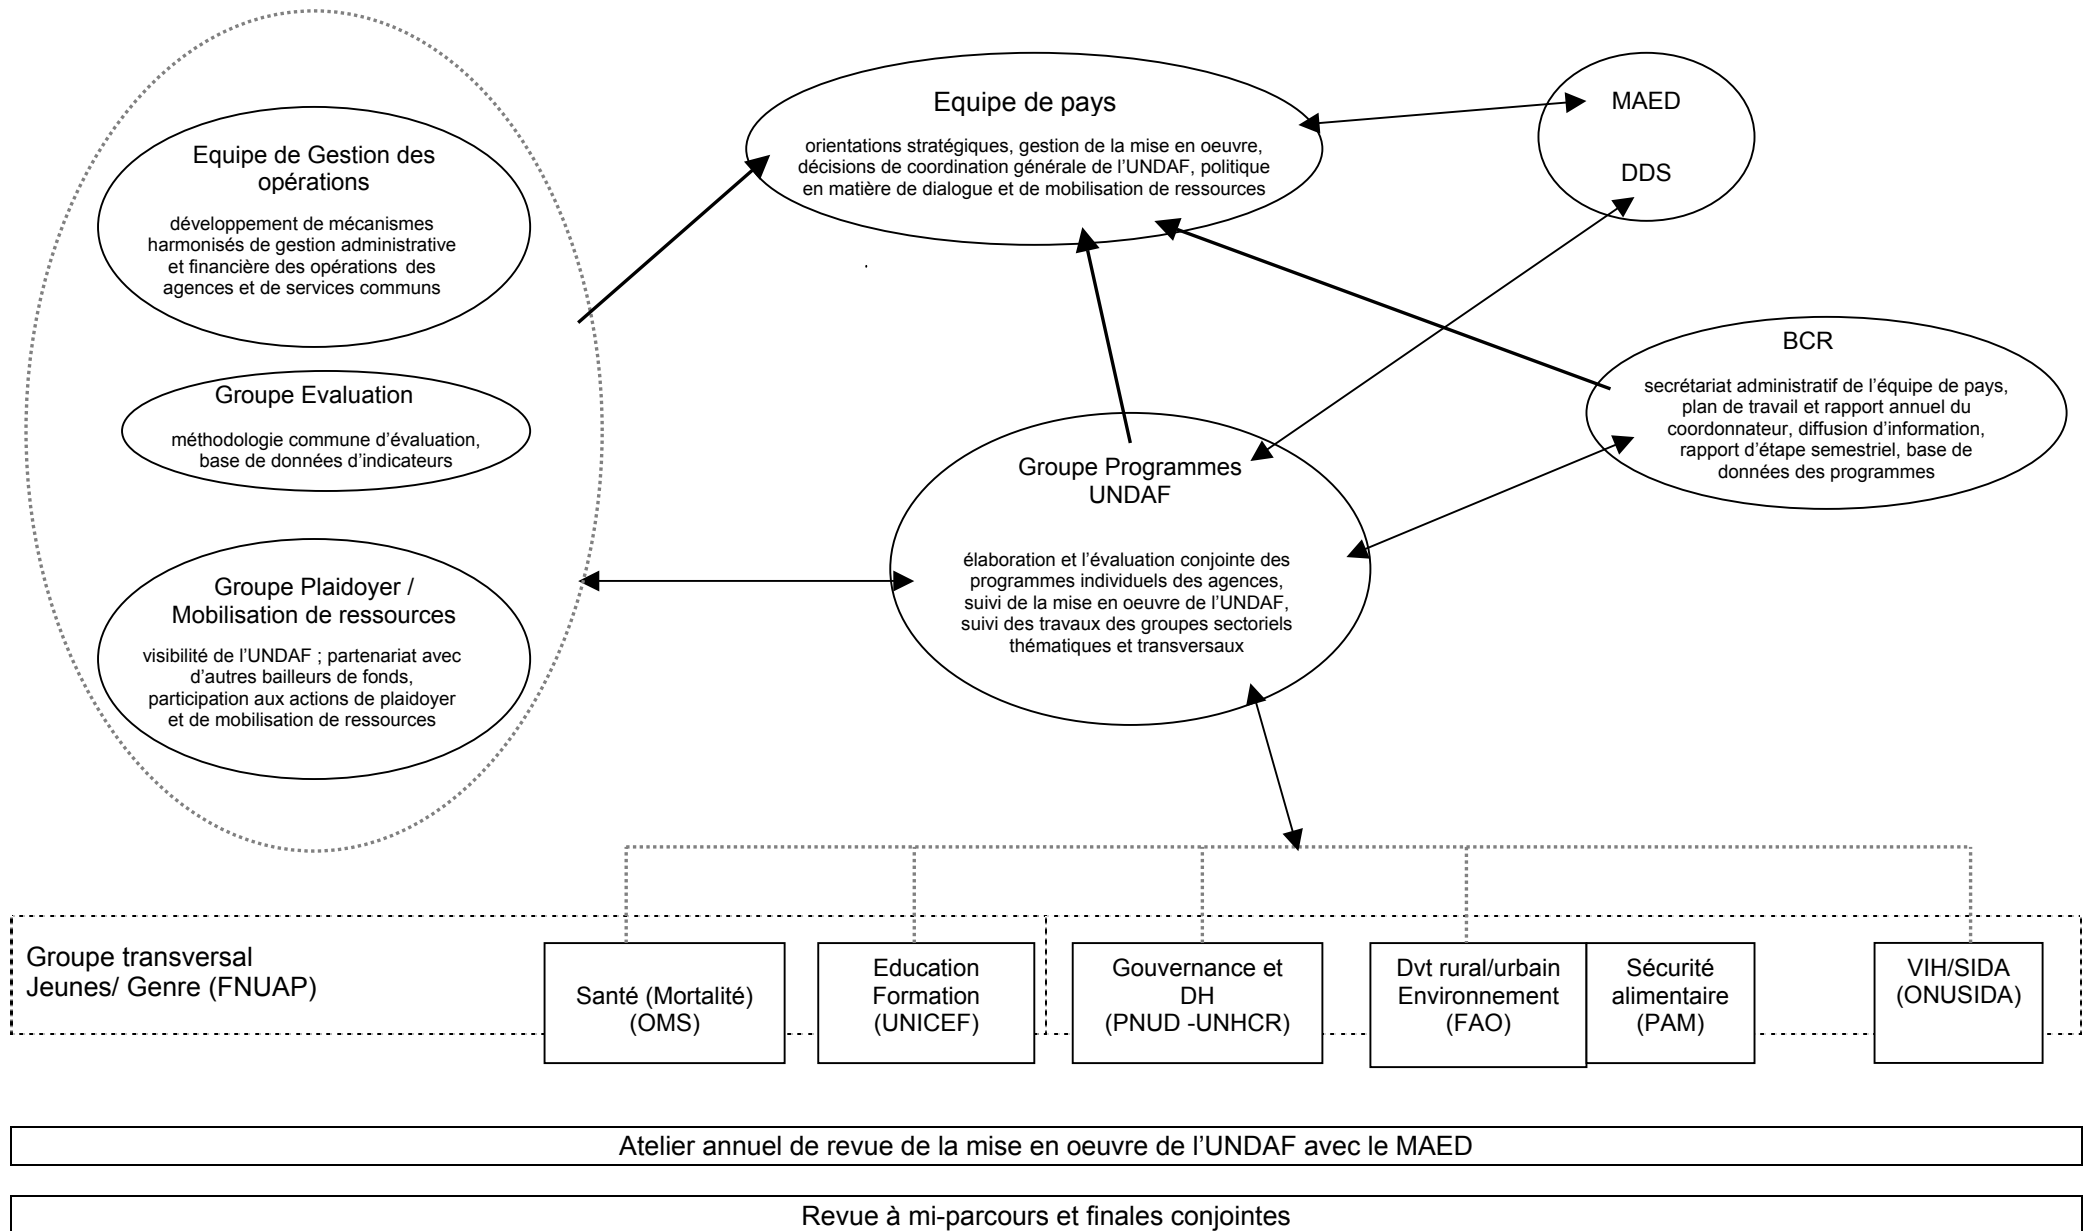 Equipe de Gestion des
opérations
développement de mécanismes
harmonisés de gestion administrative
et financière des opérations des
agences et de services communs
Groupe Evaluation
méthodologie commune d’évaluation,
base de données d’indicateurs
Groupe Plaidoyer /
Mobilisation de ressources
visibilité de l’UNDAF ; partenariat avec
d’autres bailleurs de fonds,
participation aux actions de plaidoyer
et de mobilisation de ressources
Equipe de pays
orientations stratégiques, gestion de la mise en oeuvre,
décisions de coordination générale de l’UNDAF, politique
en matière de dialogue et de mobilisation de ressources
MAED
DDS
BCR
secrétariat administratif de l’équipe de pays,
plan de travail et rapport annuel du
coordonnateur, diffusion d’information,
rapport d’étape semestriel, base de
données des programmes
Groupe Programmes
UNDAF
élaboration et l’évaluation conjointe des
programmes individuels des agences,
suivi de la mise en oeuvre de l’UNDAF,
suivi des travaux des groupes sectoriels
thématiques et transversaux
Groupe transversal
Jeunes/ Genre (FNUAP)
Santé (Mortalité)
(OMS)
Education
Formation
(UNICEF)
Gouvernance et
DH
(PNUD -UNHCR)
Dvt rural/urbain
Environnement
(FAO)
Sécurité
alimentaire
(PAM)
VIH/SIDA
(ONUSIDA)
Atelier annuel de revue de la mise en oeuvre de l’UNDAF avec le MAED
Revue à mi-parcours et finales conjointes